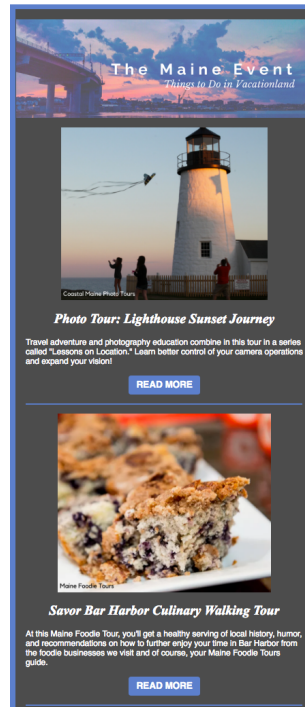 The Maine Event
Things to Do in Vacationland
Coastal Maine Photo Tours
Photo Tour: Lighthouse Sunset Journey
Travel adventure and photography education combine in this tour in a series
called "Lessons on Location." Learn better control of your camera operations
and expand your vision!
READ MORE
Maine Foodie Tours
Savor Bar Harbor Culinary Walking Tour
At this Maine Foodie Tour, you'll get a healthy serving of local history, humor,
and recommendations on how to further enjoy your time in Bar Harbor from
the foodie businesses we visit and of course, your Maine Foodie Tours
guide.
READ MORE